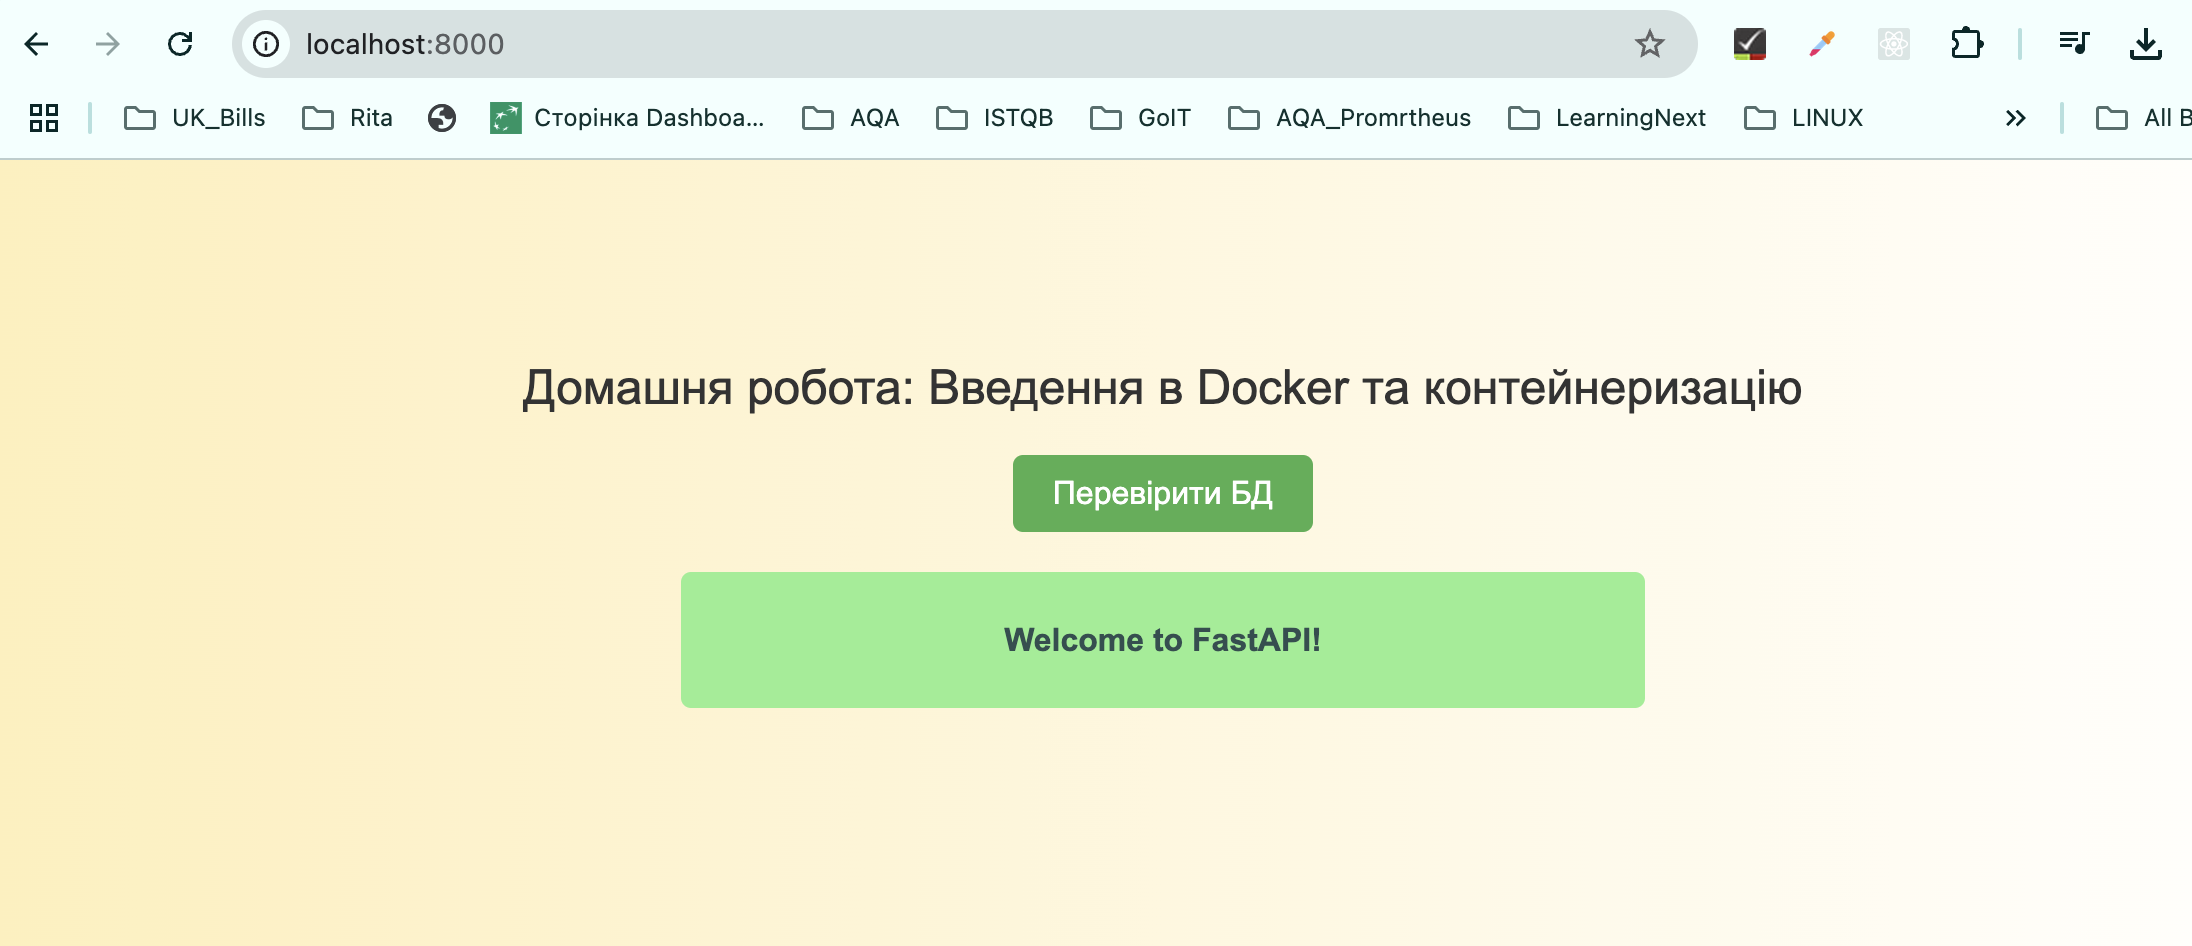 localhost:8000
UK_Bills Rita Сторінка Dashboa... AQA ISTQB GoIT AQA_Promrtheus LearningNext LINUX » All B
Домашня робота: Введення в Docker та контейнеризацію
Перевірити БД
Welcome to FastAPI!